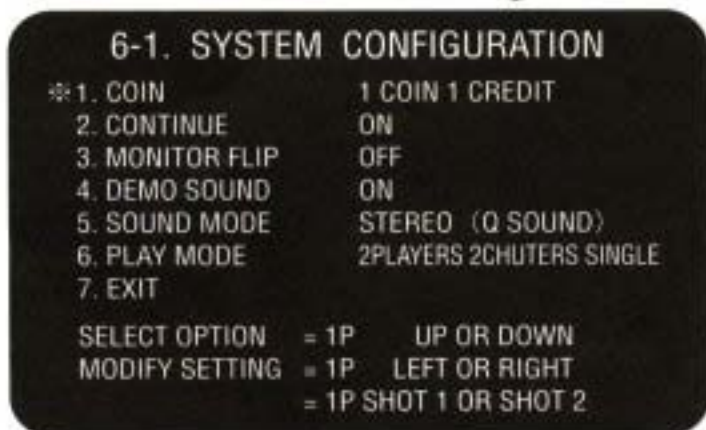 6-1. SYSTEM CONFIGURATION
※1. COIN 1 COIN 1 CREDIT
2. CONTINUE ON
3. MONITOR FLIP OFF
4. DEMO SOUND ON
5. SOUND MODE STEREO (Q SOUND)
6. PLAY MODE 2PLAYERS 2CHUTERS SINGLE
7. EXIT
SELECT OPTION = 1P UP OR DOWN
MODIFY SETTING = 1P LEFT OR RIGHT
= 1P SHOT 1 OR SHOT 2